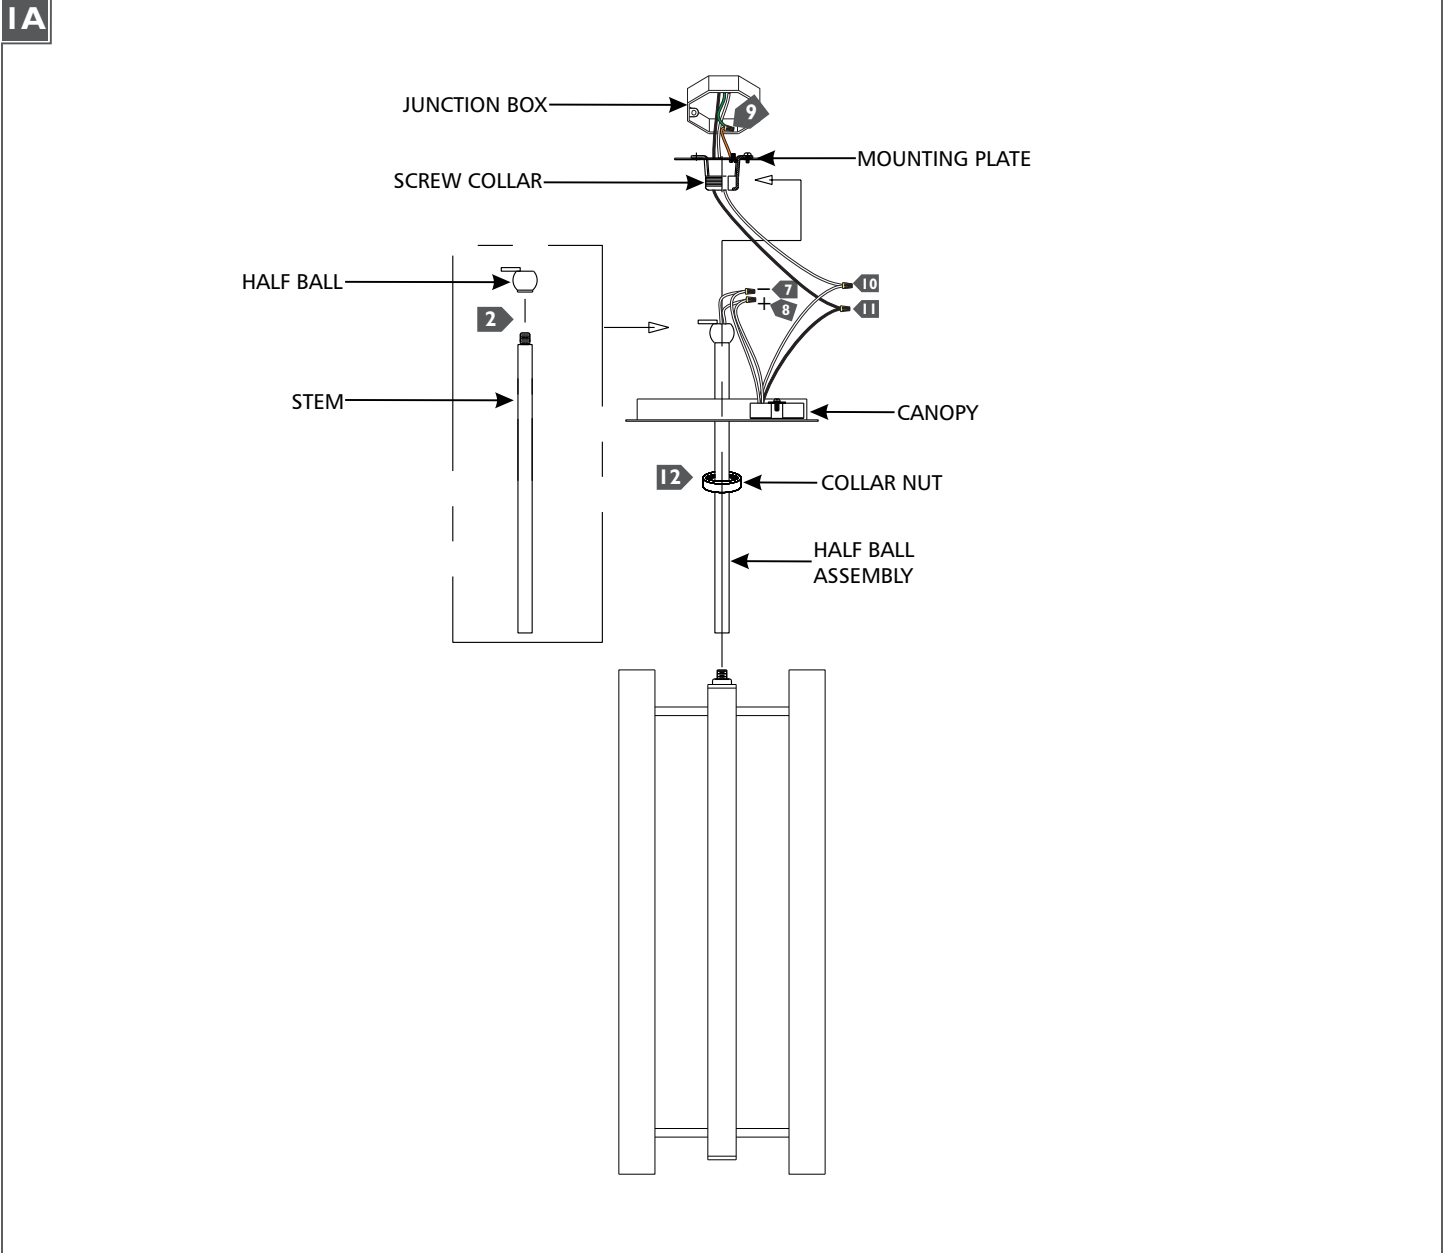 1A
JUNCTION BOX
9
MOUNTING PLATE
SCREW COLLAR
HALF BALL
2
− 7
+ 8
10
11
STEM
CANOPY
12
COLLAR NUT
HALF BALL
ASSEMBLY